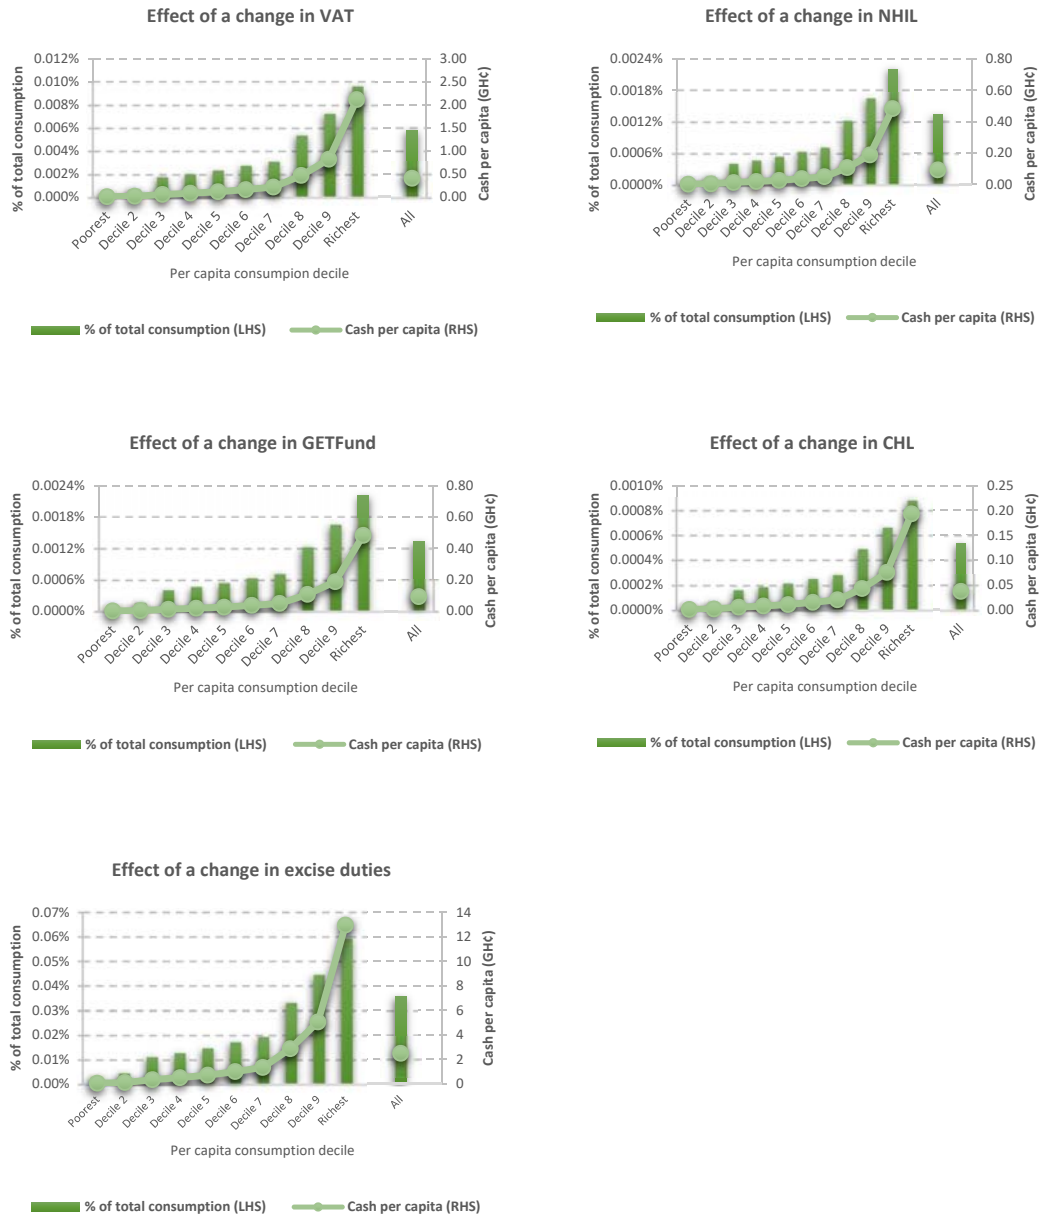 Effect of a change in VAT
% of total consumption
0.012%
0.010%
0.008%
0.006%
0.004%
0.002%
0.000%
3.00
2.50
2.00
1.50
1.00
0.50
0.00
Cash per capita (GH¢)
Poorest
Decile 2
Decile 3
Decile 4
Decile 5
Decile 6
Decile 7
Decile 8
Decile 9
Richest
All
Per capita consumpion decile
% of total consumption (LHS)
Cash per capita (RHS)
Effect of a change in NHIL
% of total consumption
0.0024%
0.0018%
0.0012%
0.0006%
0.0000%
0.80
0.60
0.40
0.20
0.00
Cash per capita (GH¢)
Poorest
Decile 2
Decile 3
Decile 4
Decile 5
Decile 6
Decile 7
Decile 8
Decile 9
Richest
All
Per capita consumption decile
% of total consumption (LHS)
Cash per capita (RHS)
Effect of a change in GETFund
% of total consumption
0.0024%
0.0018%
0.0012%
0.0006%
0.0000%
0.80
0.60
0.40
0.20
0.00
Cash per capita (GH¢)
Poorest
Decile 2
Decile 3
Decile 4
Decile 5
Decile 6
Decile 7
Decile 8
Decile 9
Richest
All
Per capita consumption decile
% of total consumption (LHS)
Cash per capita (RHS)
Effect of a change in CHL
% of total consumption
0.0010%
0.0008%
0.0006%
0.0004%
0.0002%
0.0000%
0.25
0.20
0.15
0.10
0.05
0.00
Cash per capita (GH¢)
Poorest
Decile 2
Decile 3
Decile 4
Decile 5
Decile 6
Decile 7
Decile 8
Decile 9
Richest
All
Per capita consumption decile
% of total consumption (LHS)
Cash per capita (RHS)
Effect of a change in excise duties
% of total consumption
0.07%
0.06%
0.05%
0.04%
0.03%
0.02%
0.01%
0.00%
14
12
10
8
6
4
2
0
Cash per capita (GH¢)
Poorest
Decile 2
Decile 3
Decile 4
Decile 5
Decile 6
Decile 7
Decile 8
Decile 9
Richest
All
Per capita consumption decile
% of total consumption (LHS)
Cash per capita (RHS)